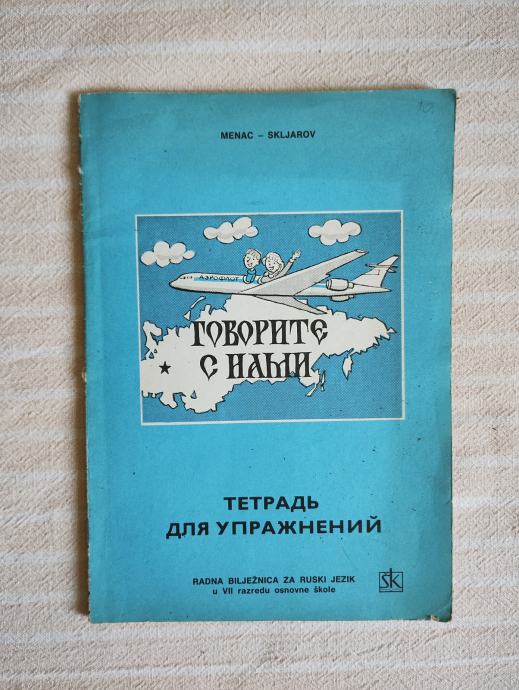 MENAC – SKLJAROV
АЭРОФЛОТ
ГОВОРИТЕ
С НАМИ
ТЕТРАДЬ
ДЛЯ УПРАЖНЕНИЙ
RADNA BILJEŽNICA ZA RUSKI JEZIK
u VII razredu osnovne škole
ŠK